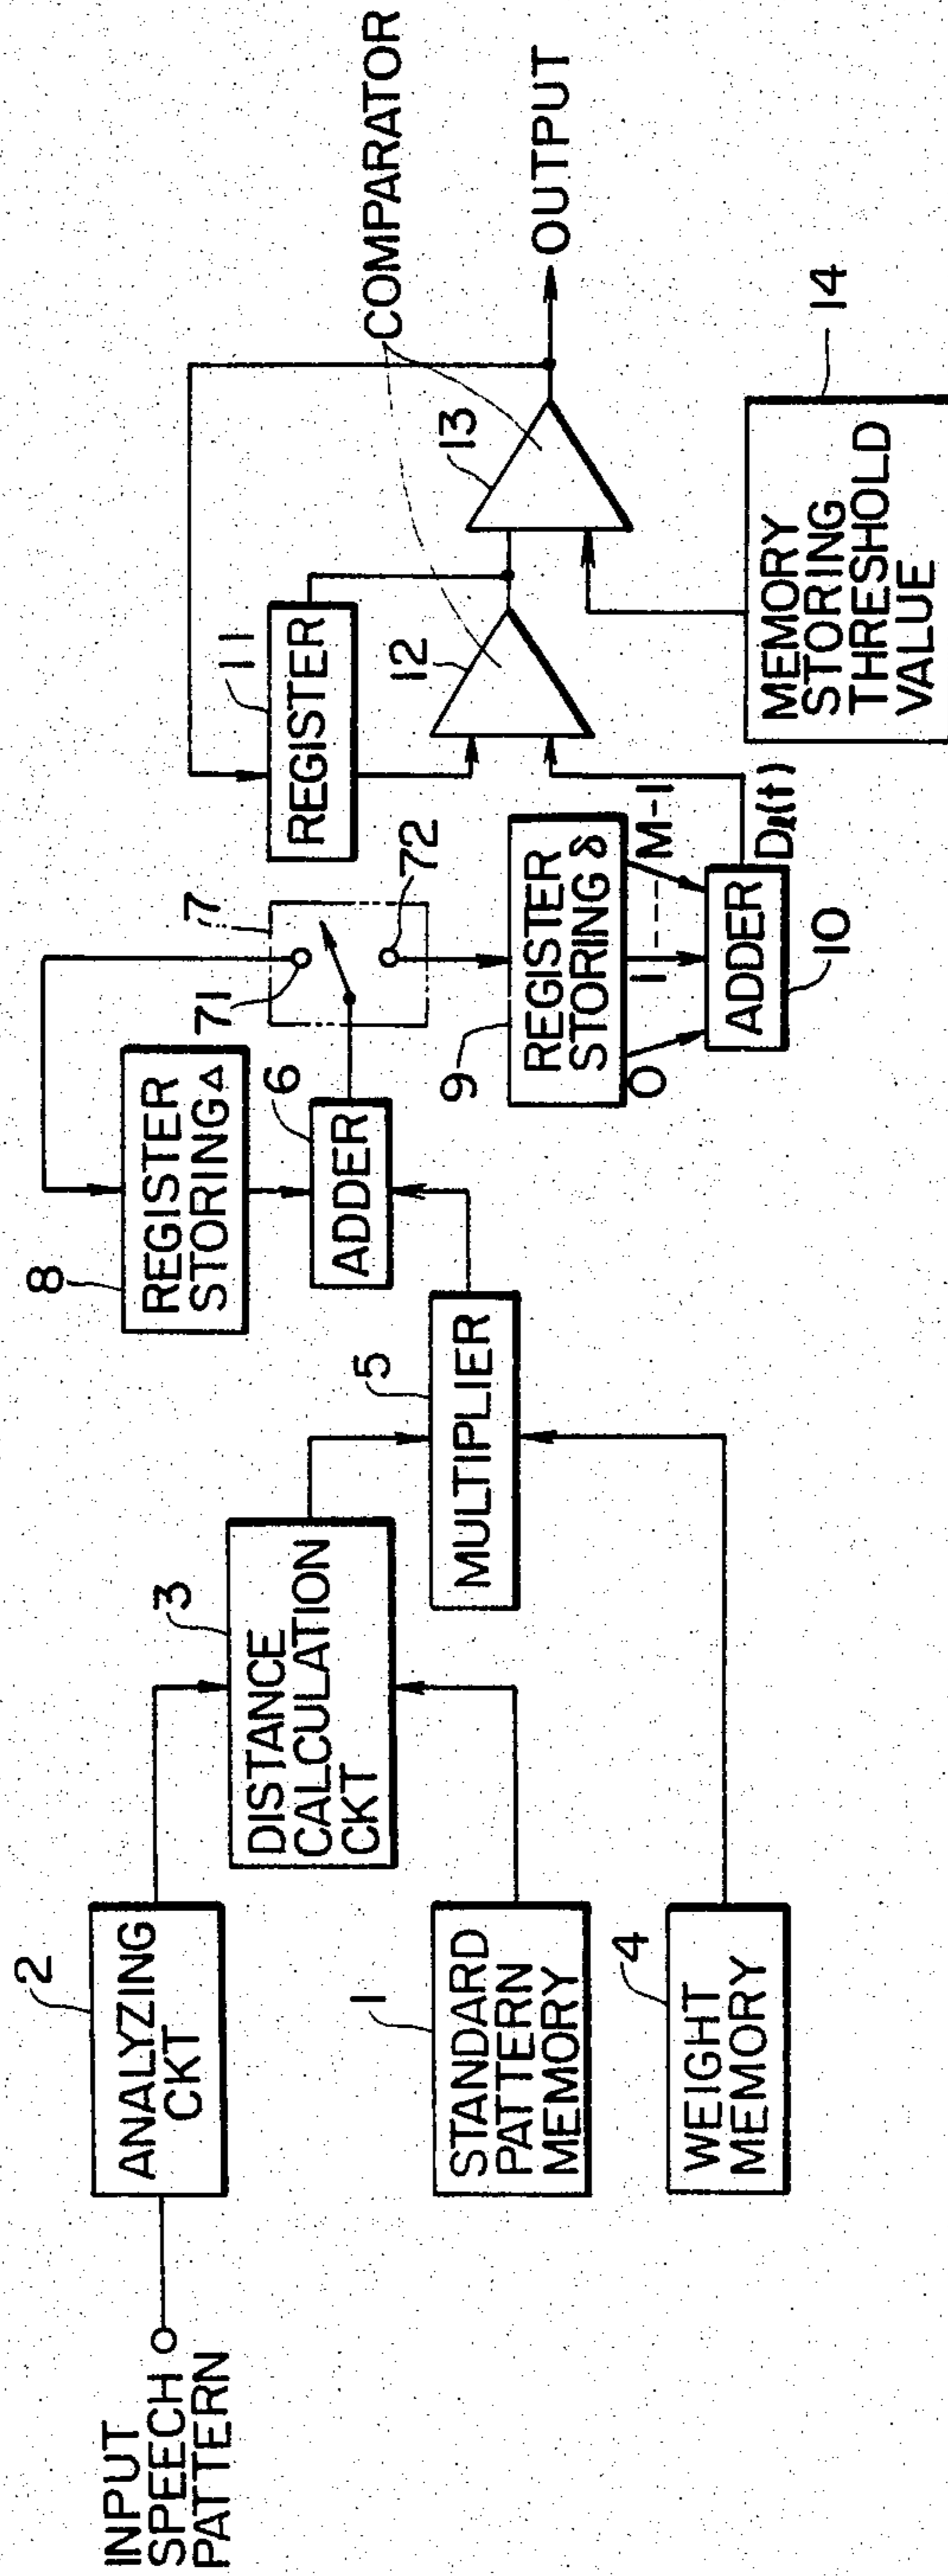 INPUT
SPEECH
PATTERN
2
ANALYZING
CKT
1
STANDARD
PATTERN
MEMORY
4
WEIGHT
MEMORY
3
DISTANCE
CALCULATION
CKT
5
MULTIPLIER
8
REGISTER
STORING Δ
6
ADDER
7
71
72
9
REGISTER
STORING δ
0
1
M-1
ADDER
10
Dℓ(t)
11
REGISTER
12
13
COMPARATOR
OUTPUT
14
MEMORY
STORING
THRESHOLD
VALUE